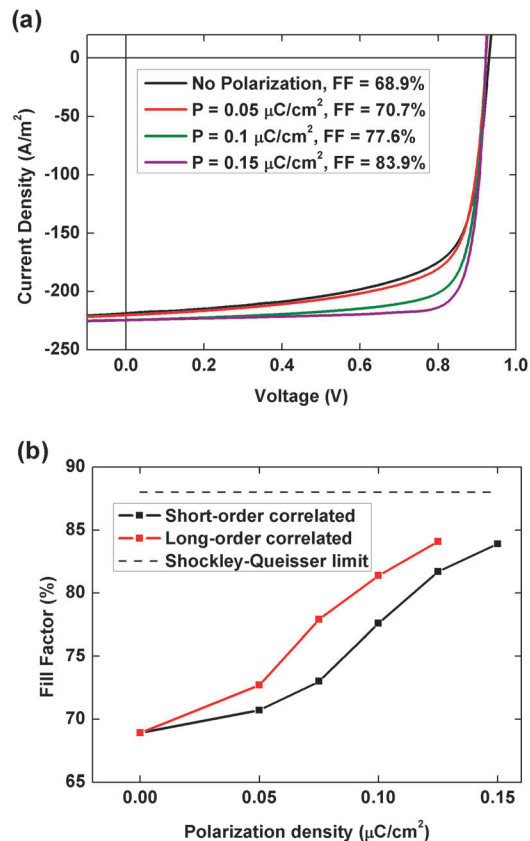 (a)
0
-50
-100
-150
-200
-250
Current Density (A/m²)
No Polarization, FF = 68.9%
P = 0.05 μC/cm², FF = 70.7%
P = 0.1 μC/cm², FF = 77.6%
P = 0.15 μC/cm², FF = 83.9%
0.0 0.2 0.4 0.6 0.8 1.0
Voltage (V)
(b)
90
85
80
75
70
65
Fill Factor (%)
Short-order correlated
Long-order correlated
Shockley-Queisser limit
0.00 0.05 0.10 0.15
Polarization density (μC/cm²)